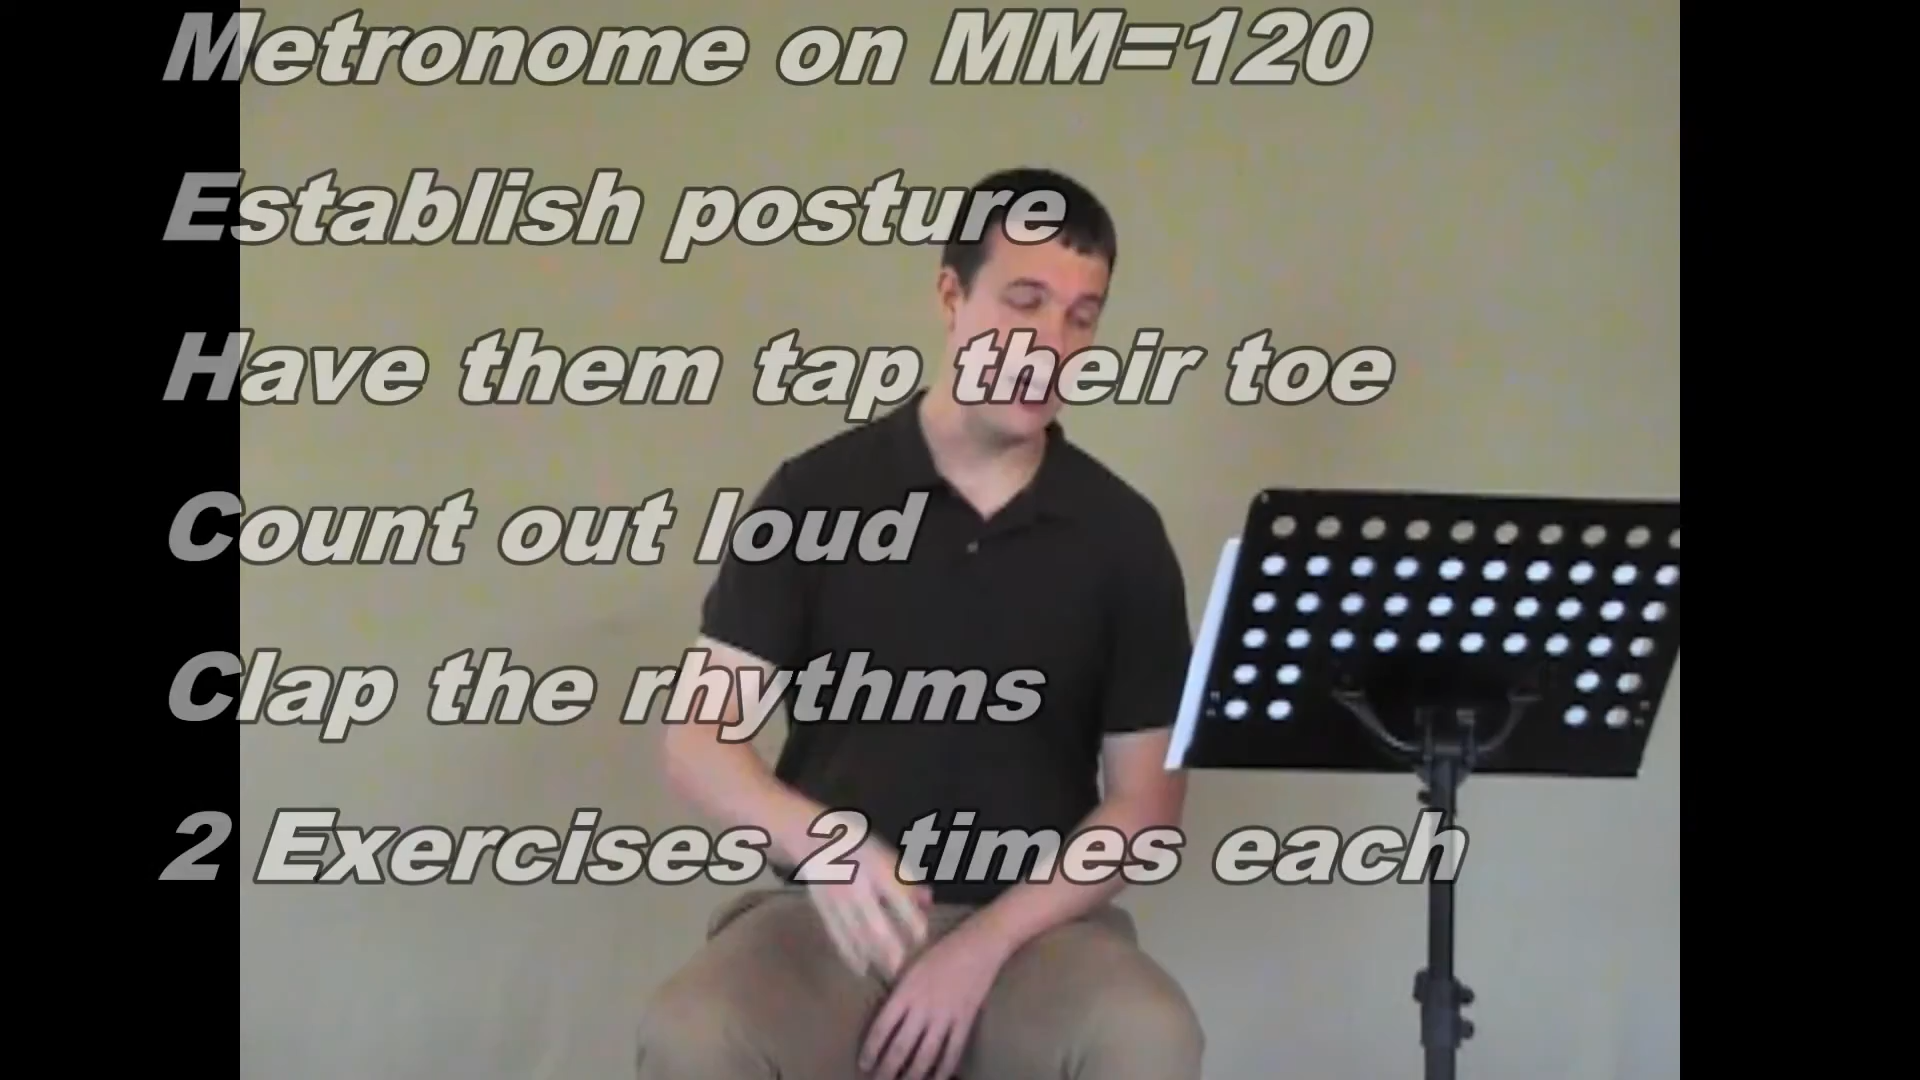 Metronome on MM=120
Establish posture
Have them tap their toe
Count out loud
Clap the rhythms
2 Exercises 2 times each